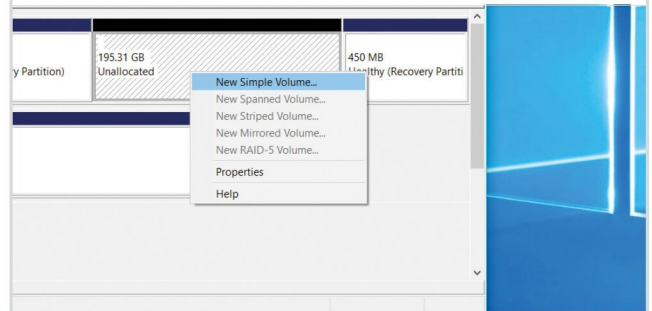 195.31 GB
450 MB
y Partition)
Unallocated
Healthy (Recovery Partiti
New Simple Volume...
New Spanned Volume...
New Striped Volume...
New Mirrored Volume...
New RAID-5 Volume...
Properties
Help